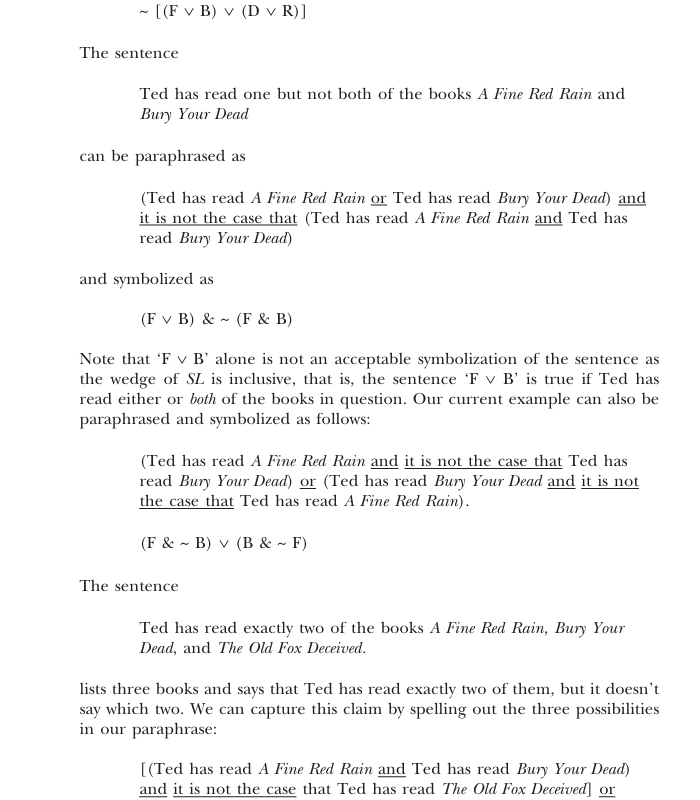 ~ [(F ∨ B) ∨ (D ∨ R)]
The sentence
Ted has read one but not both of the books A Fine Red Rain and
Bury Your Dead
can be paraphrased as
(Ted has read A Fine Red Rain or Ted has read Bury Your Dead) and
it is not the case that (Ted has read A Fine Red Rain and Ted has
read Bury Your Dead)
and symbolized as
(F ∨ B) & ~ (F & B)
Note that ‘F ∨ B’ alone is not an acceptable symbolization of the sentence as
the wedge of SL is inclusive, that is, the sentence ‘F ∨ B’ is true if Ted has
read either or both of the books in question. Our current example can also be
paraphrased and symbolized as follows:
(Ted has read A Fine Red Rain and it is not the case that Ted has
read Bury Your Dead) or (Ted has read Bury Your Dead and it is not
the case that Ted has read A Fine Red Rain).
(F & ~ B) ∨ (B & ~ F)
The sentence
Ted has read exactly two of the books A Fine Red Rain, Bury Your
Dead, and The Old Fox Deceived.
lists three books and says that Ted has read exactly two of them, but it doesn’t
say which two. We can capture this claim by spelling out the three possibilities
in our paraphrase:
[(Ted has read A Fine Red Rain and Ted has read Bury Your Dead)
and it is not the case that Ted has read The Old Fox Deceived] or